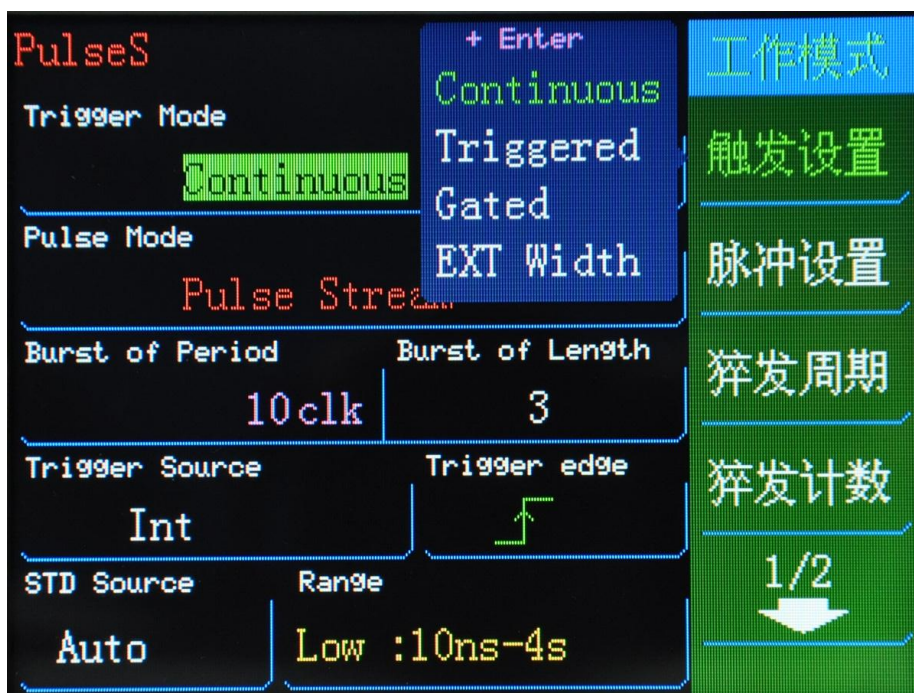 PulseS
+ Enter
Continuous
Triggered
Gated
EXT Width
Trigger Mode
Continuous
Pulse Mode
Pulse Stream
Burst of Period
10clk
Burst of Length
3
Trigger Source
Int
Trigger edge
STD Source
Auto
Range
Low :10ns-4s
工作模式
触发设置
脉冲设置
猝发周期
猝发计数
1/2